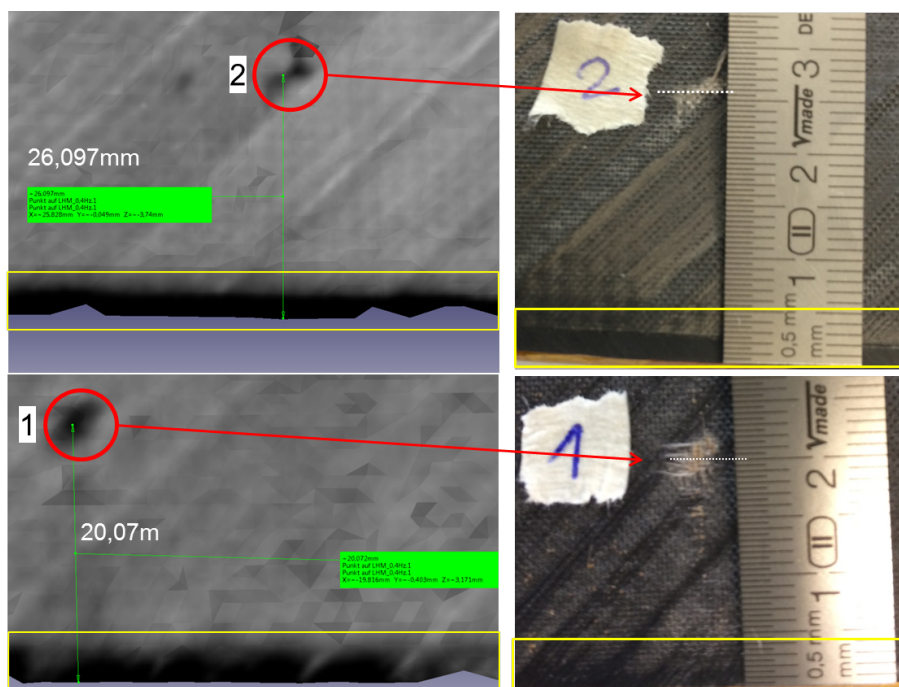 2
26,097mm
~26,097mm
Punkt auf LHM_0,4Hz.1
Punkt auf LHM_0,4Hz.1
X=-25,828mm Y=-0,049mm Z=-3,74mm
2
0,5 mm 1 II 2 Vmade 3 DE
mm
1
20,07m
~20,072mm
Punkt auf LHM_0,4Hz.1
Punkt auf LHM_0,4Hz.1
X=-19,816mm Y=-0,403mm Z=-3,171mm
1
0,5 mm 1 II 2 Vmade
mm